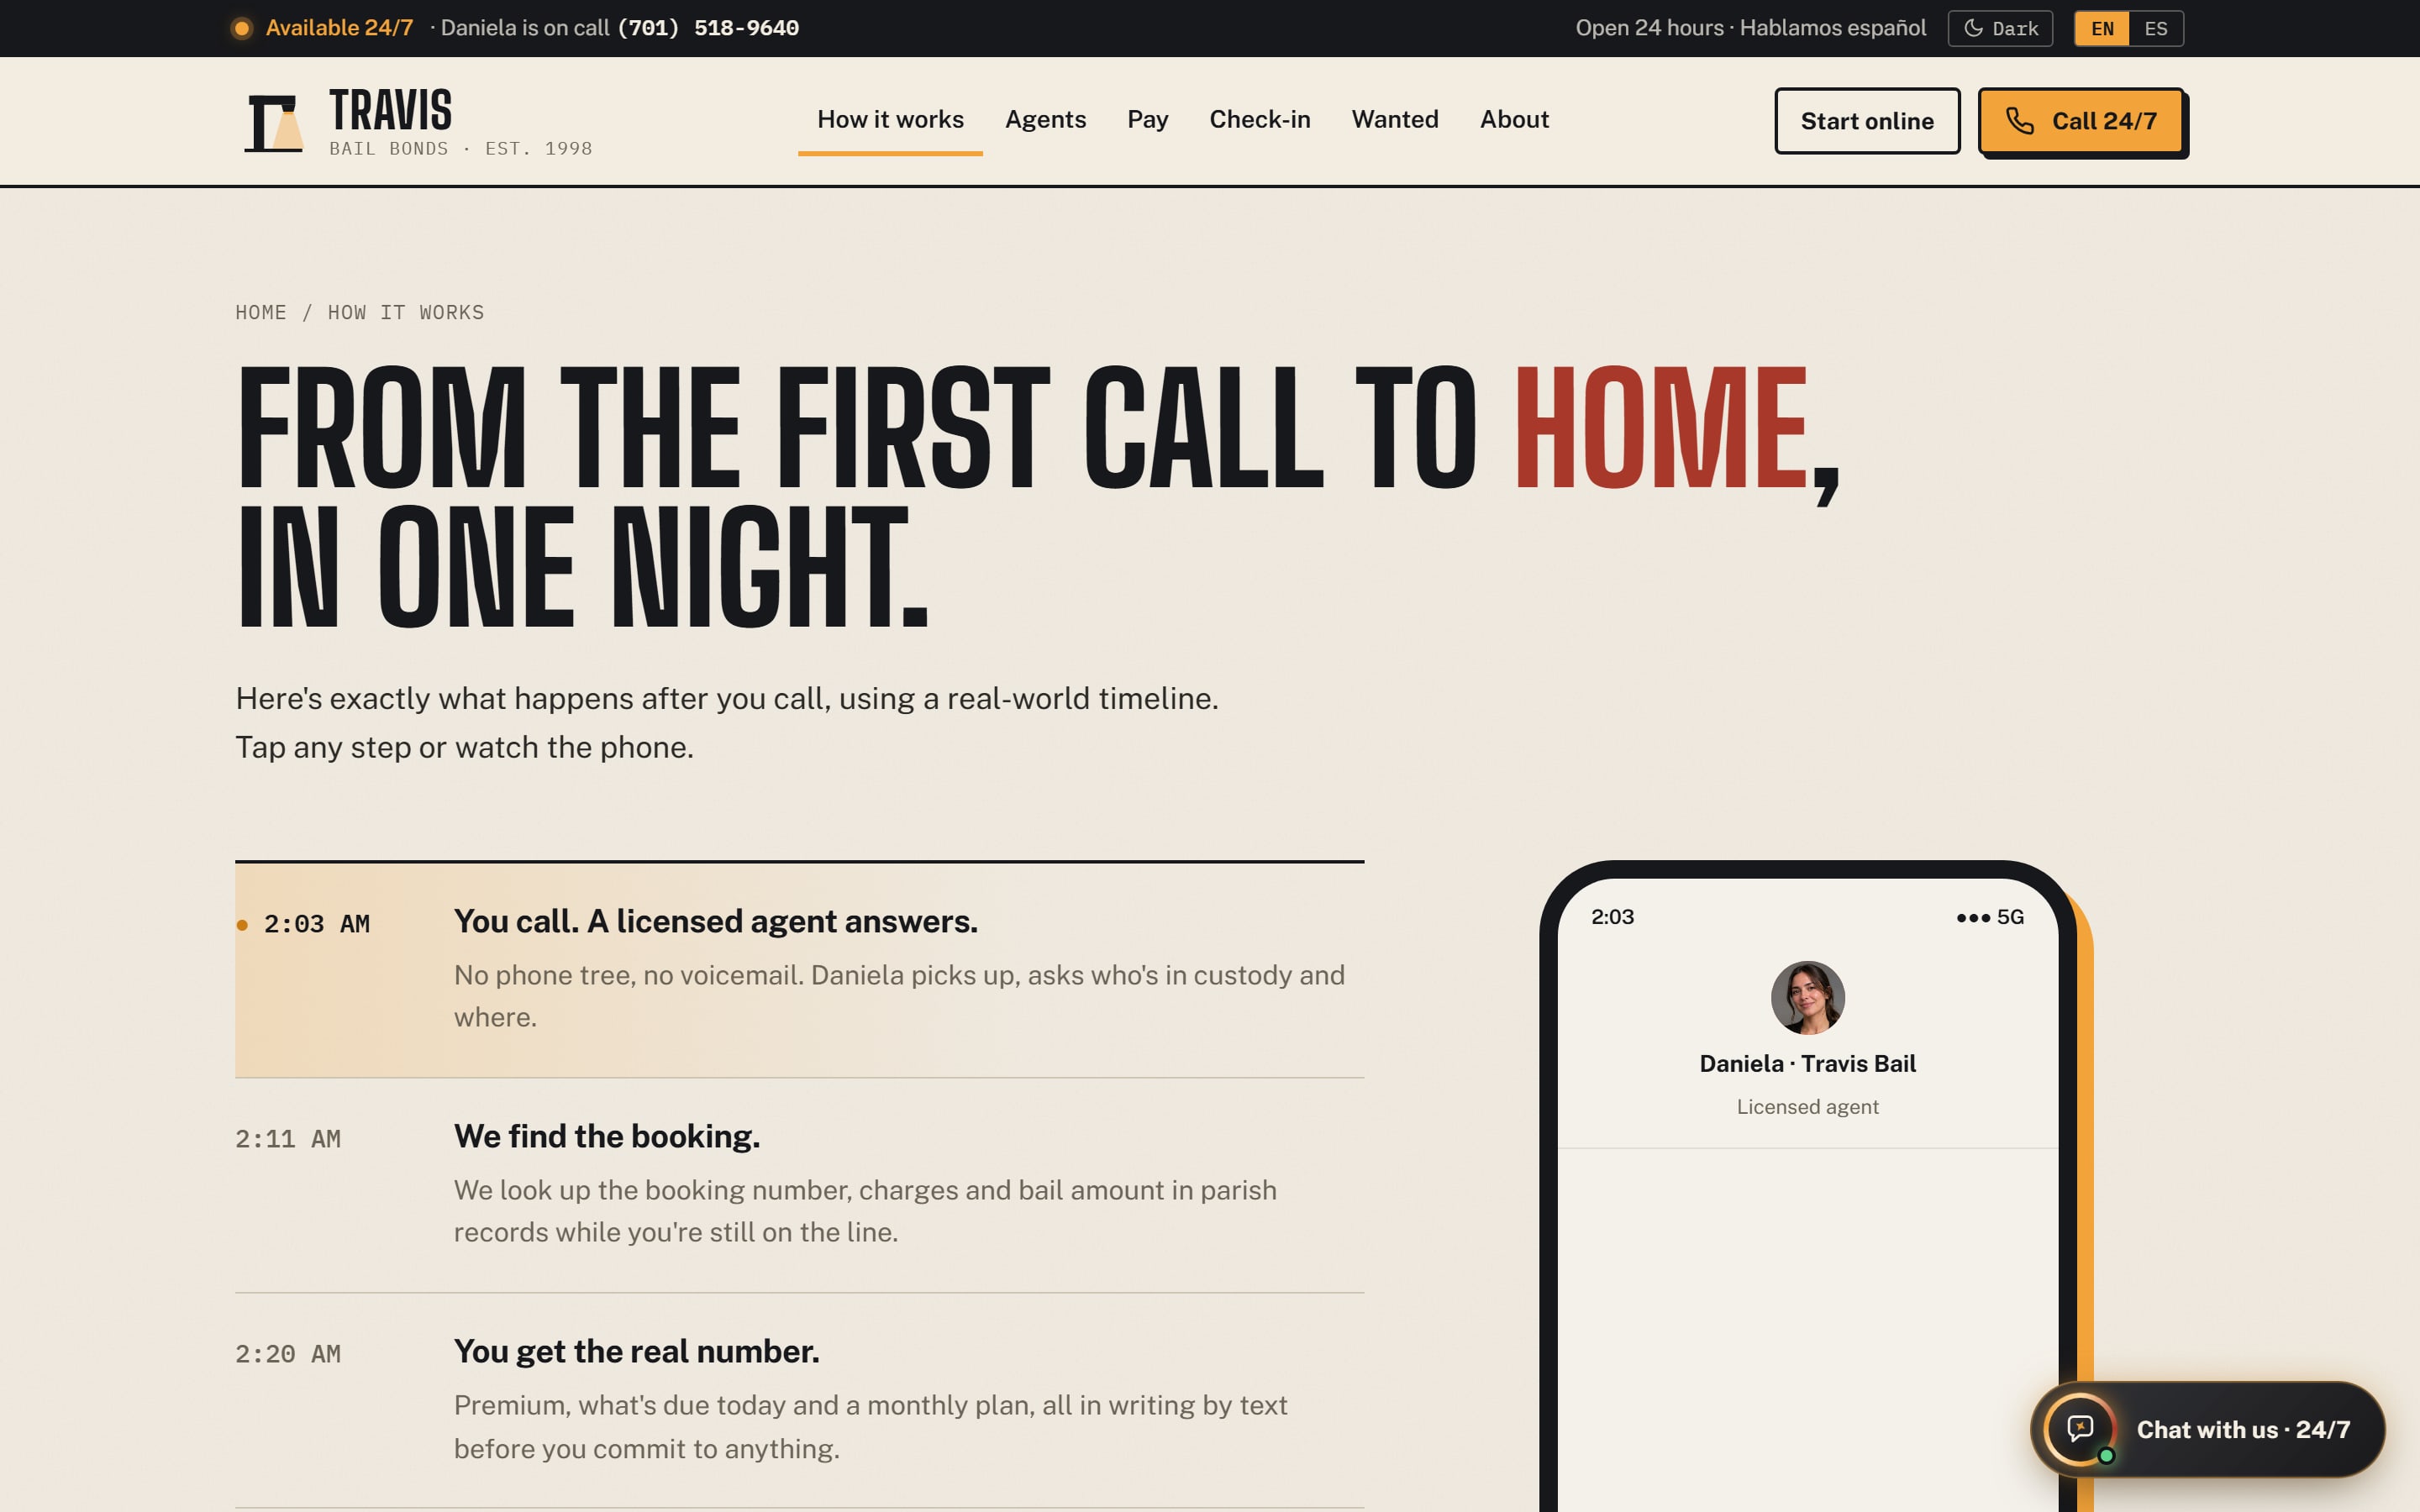 Available 24/7 · Daniela is on call (701) 518-9640
Open 24 hours · Hablamos español
Dark
EN ES
TRAVIS
BAIL BONDS · EST. 1998
How it works Agents Pay Check-in Wanted About
Start online
Call 24/7
HOME / HOW IT WORKS
FROM THE FIRST CALL TO HOME,
IN ONE NIGHT.
Here's exactly what happens after you call, using a real-world timeline.
Tap any step or watch the phone.
2:03 AM
You call. A licensed agent answers.
No phone tree, no voicemail. Daniela picks up, asks who's in custody and
where.
2:11 AM
We find the booking.
We look up the booking number, charges and bail amount in parish
records while you're still on the line.
2:20 AM
You get the real number.
Premium, what's due today and a monthly plan, all in writing by text
before you commit to anything.
2:03
5G
Daniela · Travis Bail
Licensed agent
Chat with us · 24/7